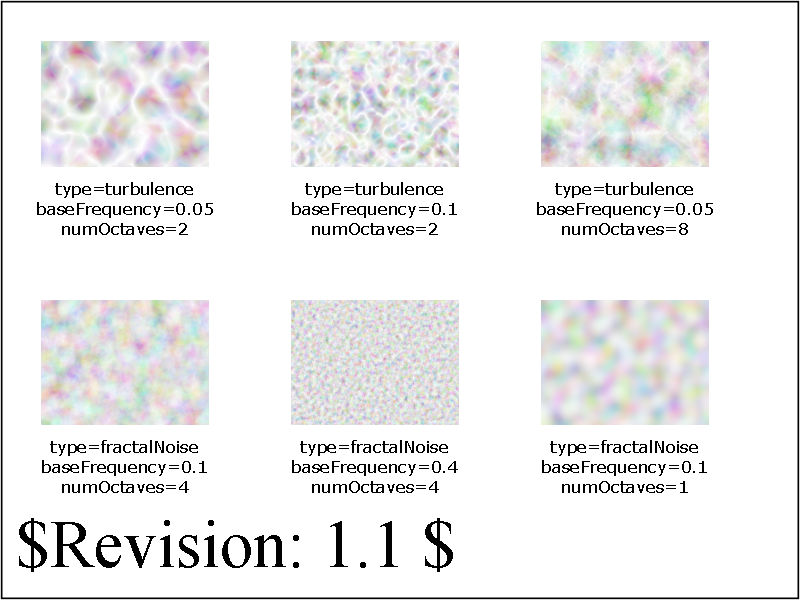 type=turbulence
baseFrequency=0.05
numOctaves=2
type=turbulence
baseFrequency=0.1
numOctaves=2
type=turbulence
baseFrequency=0.05
numOctaves=8
type=fractalNoise
baseFrequency=0.1
numOctaves=4
type=fractalNoise
baseFrequency=0.4
numOctaves=4
type=fractalNoise
baseFrequency=0.1
numOctaves=1
$Revision: 1.1 $